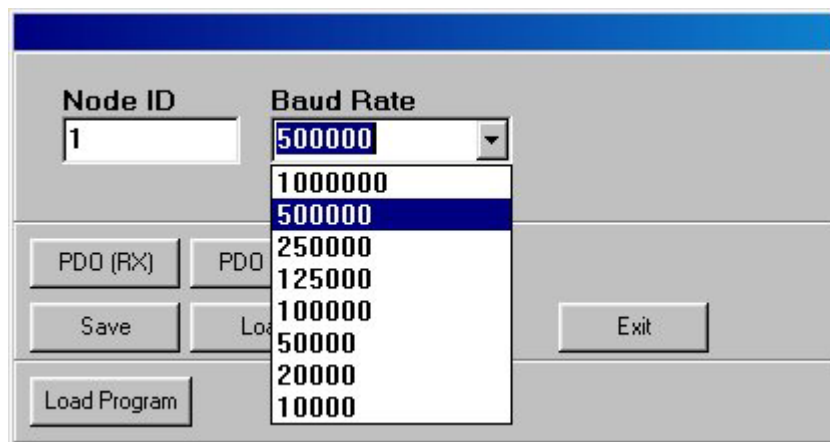 Node ID Baud Rate
1 500000
1000000
500000
250000
PDO (RX) PDO
125000
100000
Save Loa Exit
50000
20000
Load Program
10000